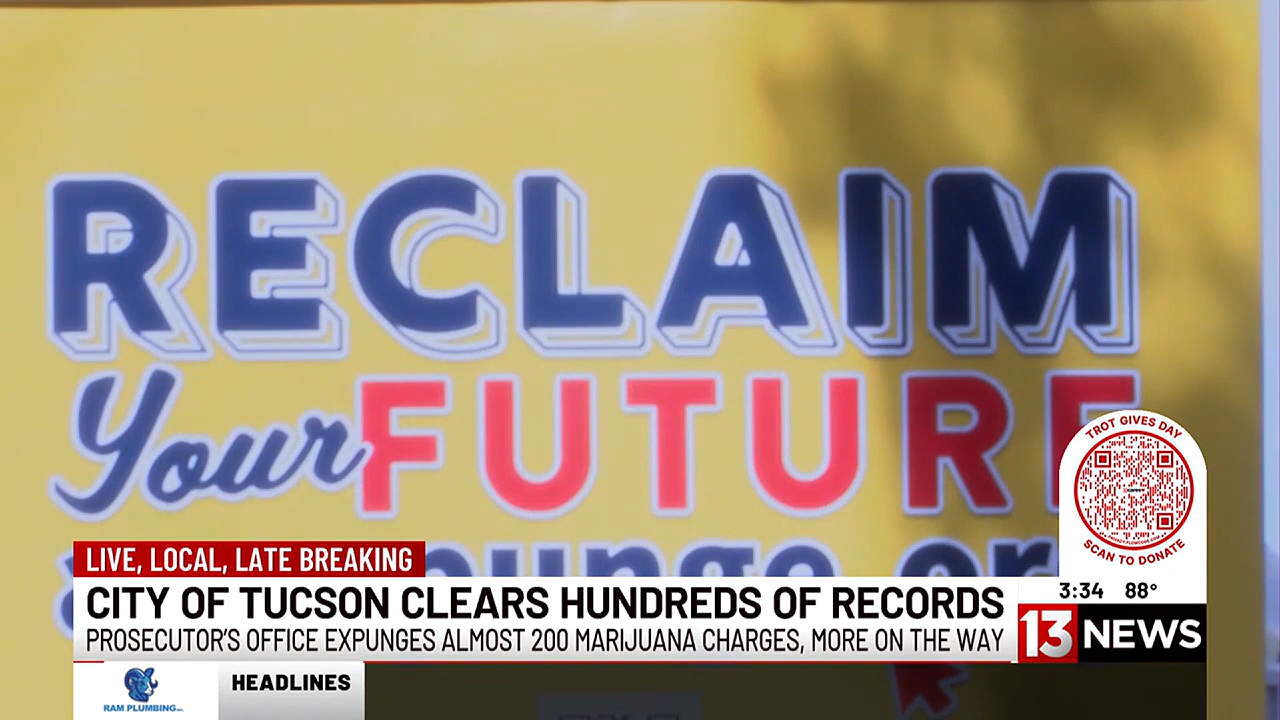 RECLAIM
Your FUTURE
TROT GIVES DAY
SCAN TO DONATE
LIVE, LOCAL, LATE BREAKING
CITY OF TUCSON CLEARS HUNDREDS OF RECORDS
PROSECUTOR'S OFFICE EXPUNGES ALMOST 200 MARIJUANA CHARGES, MORE ON THE WAY
3:34 88°
13 NEWS
RAM PLUMBING INC.
HEADLINES